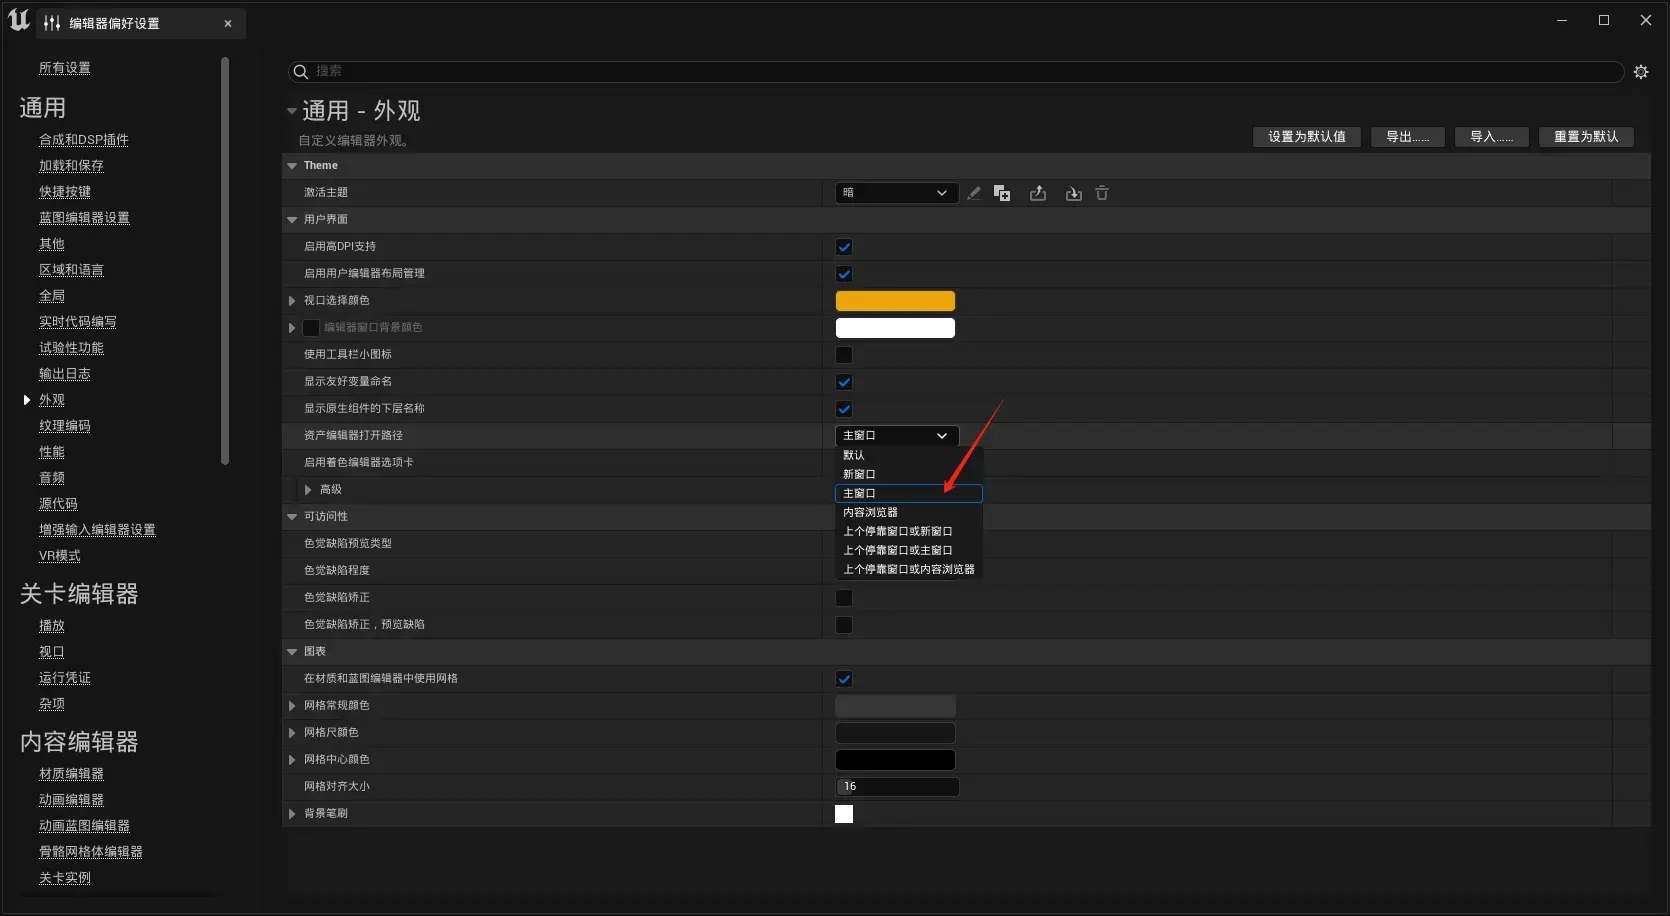 编辑器偏好设置
所有设置
通用
合成和DSP插件
加载和保存
快捷按键
蓝图编辑器设置
其他
区域和语言
全局
实时代码编写
试验性功能
输出日志
外观
纹理编码
性能
音频
源代码
增强输入编辑器设置
VR模式
关卡编辑器
播放
视口
运行凭证
杂项
内容编辑器
材质编辑器
动画编辑器
动画蓝图编辑器
骨骼网格体编辑器
关卡实例
搜索
通用 - 外观
自定义编辑器外观。
设置为默认值 导出...... 导入...... 重置为默认
Theme
激活主题 暗
用户界面
启用高DPI支持
启用用户编辑器布局管理
视口选择颜色
编辑器窗口背景颜色
使用工具栏小图标
显示友好变量命名
显示原生组件的下层名称
资产编辑器打开路径 主窗口
默认
启用着色编辑器选项卡
新窗口
高级
主窗口
可访问性
内容浏览器
上个停靠窗口或新窗口
色觉缺陷预览类型
上个停靠窗口或主窗口
色觉缺陷程度
上个停靠窗口或内容浏览器
色觉缺陷矫正
色觉缺陷矫正，预览缺陷
图表
在材质和蓝图编辑器中使用网格
网格常规颜色
网格尺颜色
网格中心颜色
网格对齐大小 16
背景笔刷